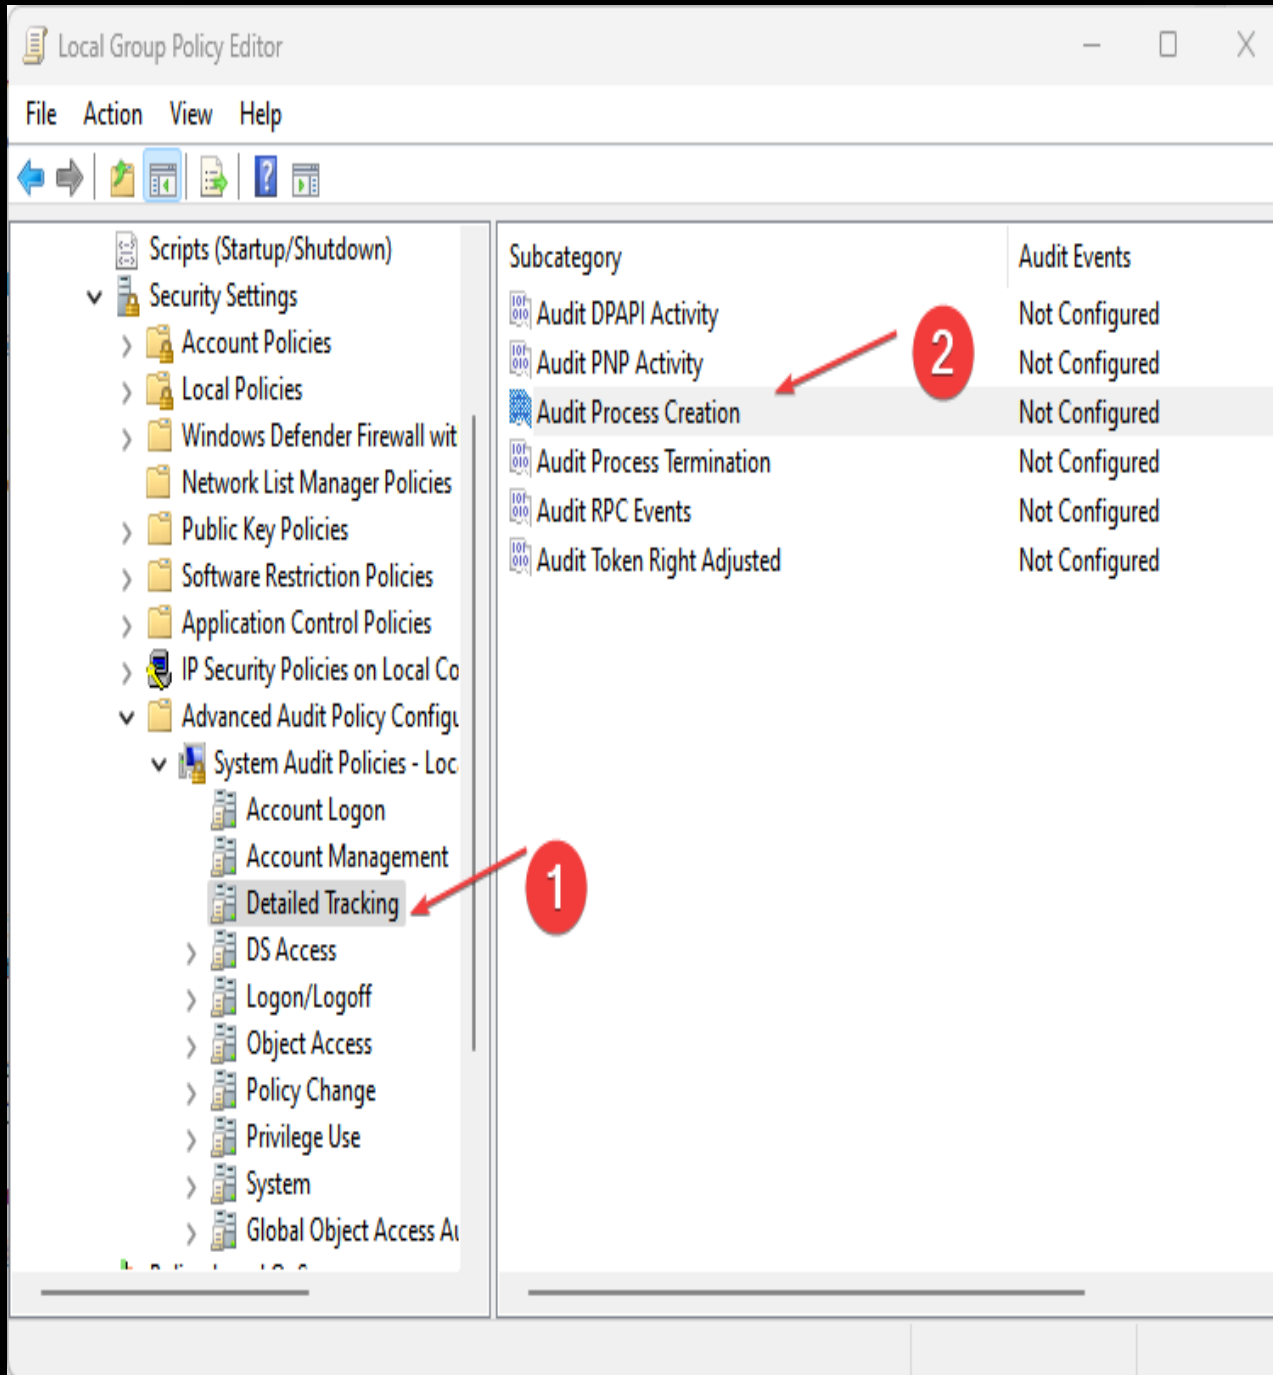 Local Group Policy Editor
File Action View Help
Scripts (Startup/Shutdown)
Security Settings
Account Policies
Local Policies
Windows Defender Firewall wit
Network List Manager Policies
Public Key Policies
Software Restriction Policies
Application Control Policies
IP Security Policies on Local Co
Advanced Audit Policy Configu
System Audit Policies - Loc
Account Logon
Account Management
Detailed Tracking
DS Access
Logon/Logoff
Object Access
Policy Change
Privilege Use
System
Global Object Access Au
1
Subcategory Audit Events
Audit DPAPI Activity Not Configured
Audit PNP Activity Not Configured
Audit Process Creation Not Configured
Audit Process Termination Not Configured
Audit RPC Events Not Configured
Audit Token Right Adjusted Not Configured
2